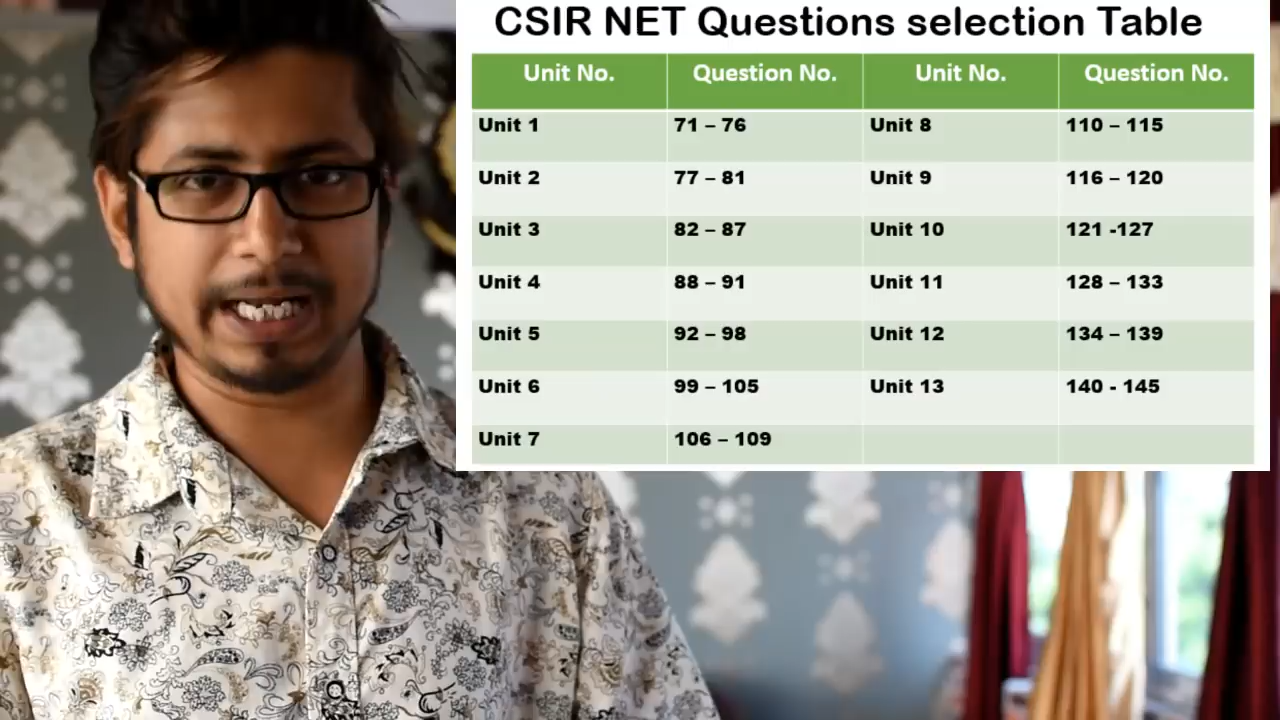 CSIR NET Questions selection Table
Unit No. Question No. Unit No. Question No.
Unit 1 71 – 76 Unit 8 110 – 115
Unit 2 77 – 81 Unit 9 116 – 120
Unit 3 82 – 87 Unit 10 121 -127
Unit 4 88 – 91 Unit 11 128 – 133
Unit 5 92 – 98 Unit 12 134 – 139
Unit 6 99 – 105 Unit 13 140 - 145
Unit 7 106 – 109